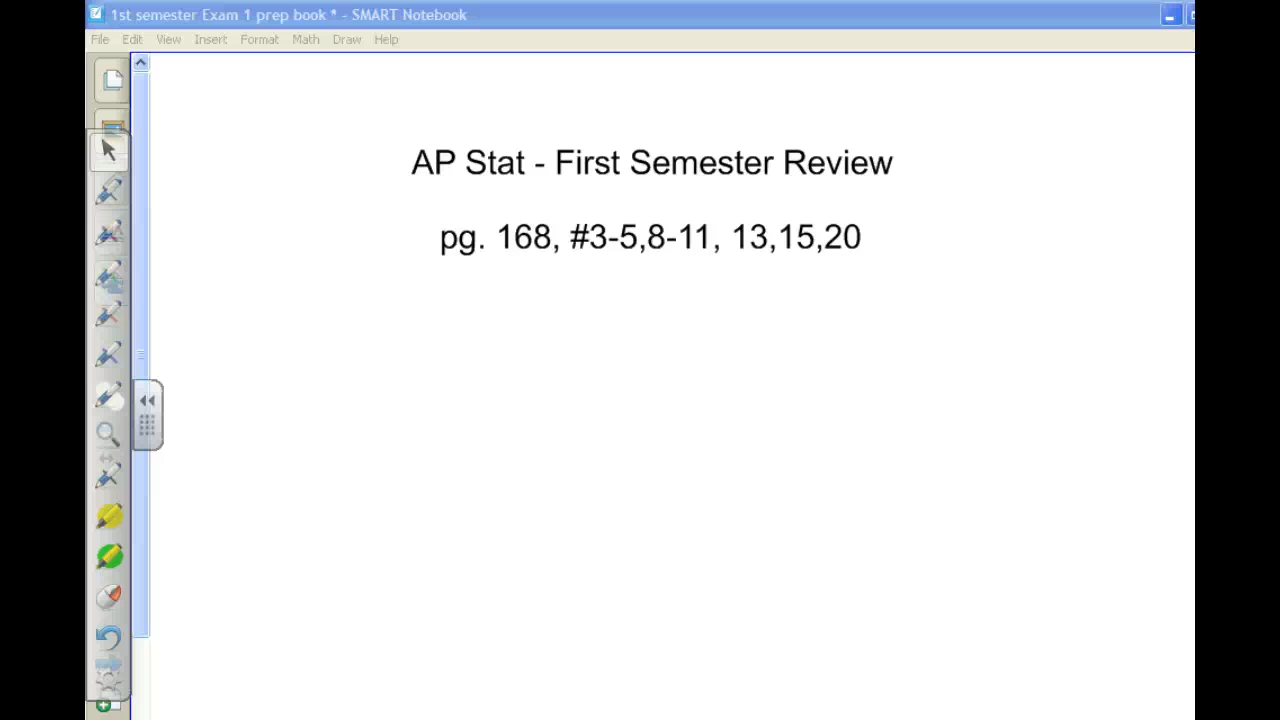 1st semester Exam 1 prep book * - SMART Notebook
File Edit View Insert Format Math Draw Help
AP Stat - First Semester Review
pg. 168, #3-5,8-11, 13,15,20